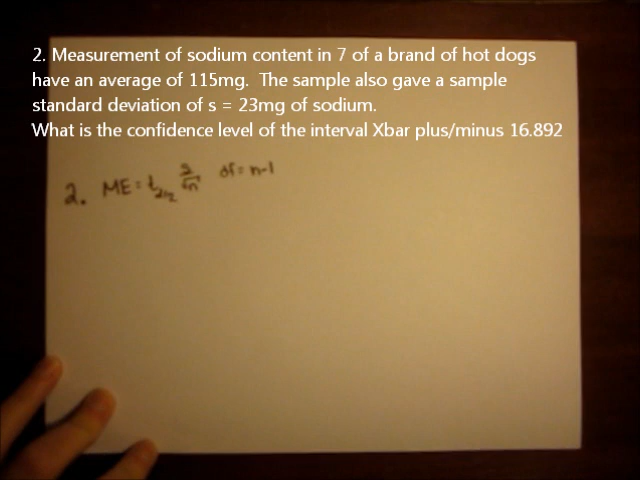 2. Measurement of sodium content in 7 of a brand of hot dogs
have an average of 115mg. The sample also gave a sample
standard deviation of s = 23mg of sodium.
What is the confidence level of the interval Xbar plus/minus 16.892
2. ME = t α/2 s/√n df = n-1